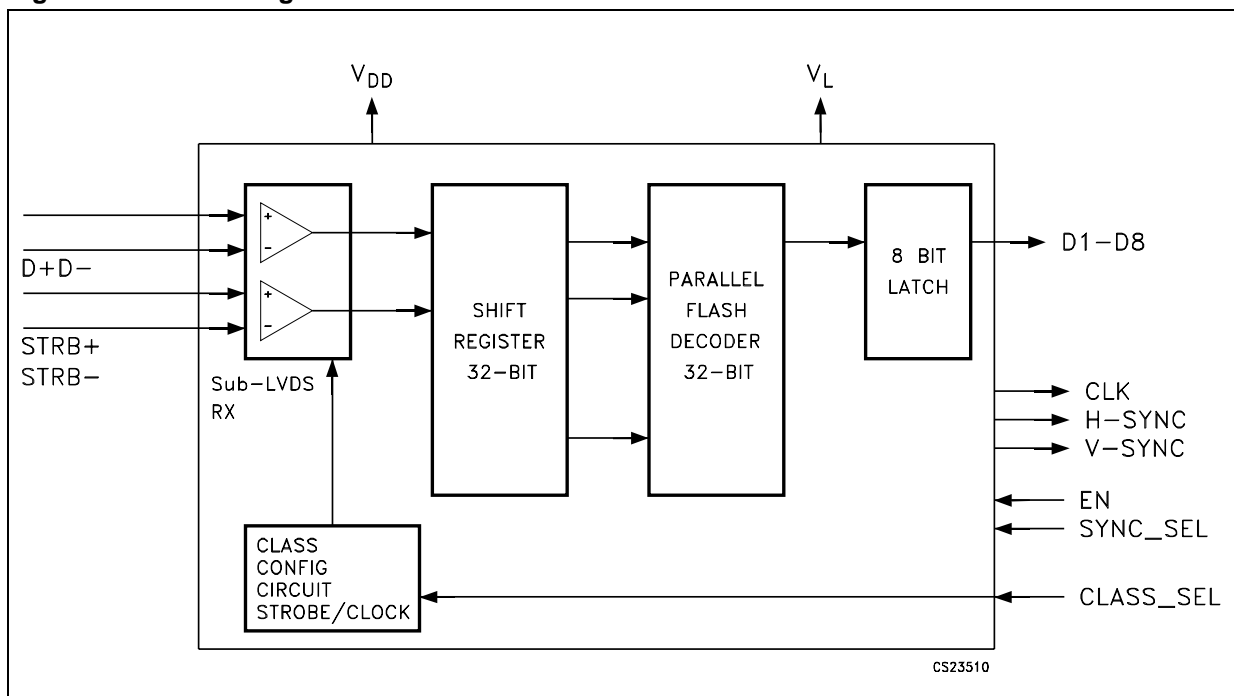 V_DD
V_L
D+D-
STRB+
STRB-
+
-
+
-
Sub-LVDS
RX
SHIFT
REGISTER
32-BIT
PARALLEL
FLASH
DECODER
32-BIT
8 BIT
LATCH
D1-D8
CLK
H-SYNC
V-SYNC
EN
SYNC_SEL
CLASS_SEL
CLASS
CONFIG
CIRCUIT
STROBE/CLOCK
CS23510